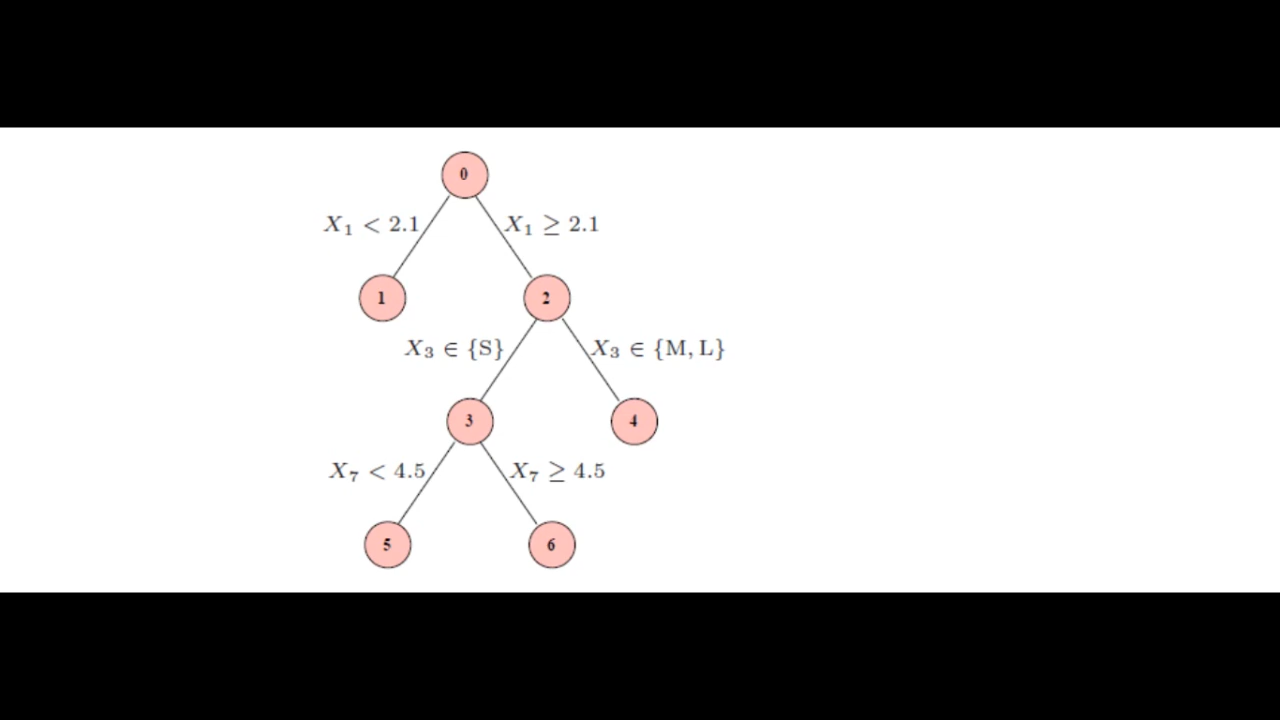 0
X₁ < 2.1 X₁ ≥ 2.1
1 2
X₃ ∈ {S} X₃ ∈ {M, L}
3 4
X₇ < 4.5 X₇ ≥ 4.5
5 6